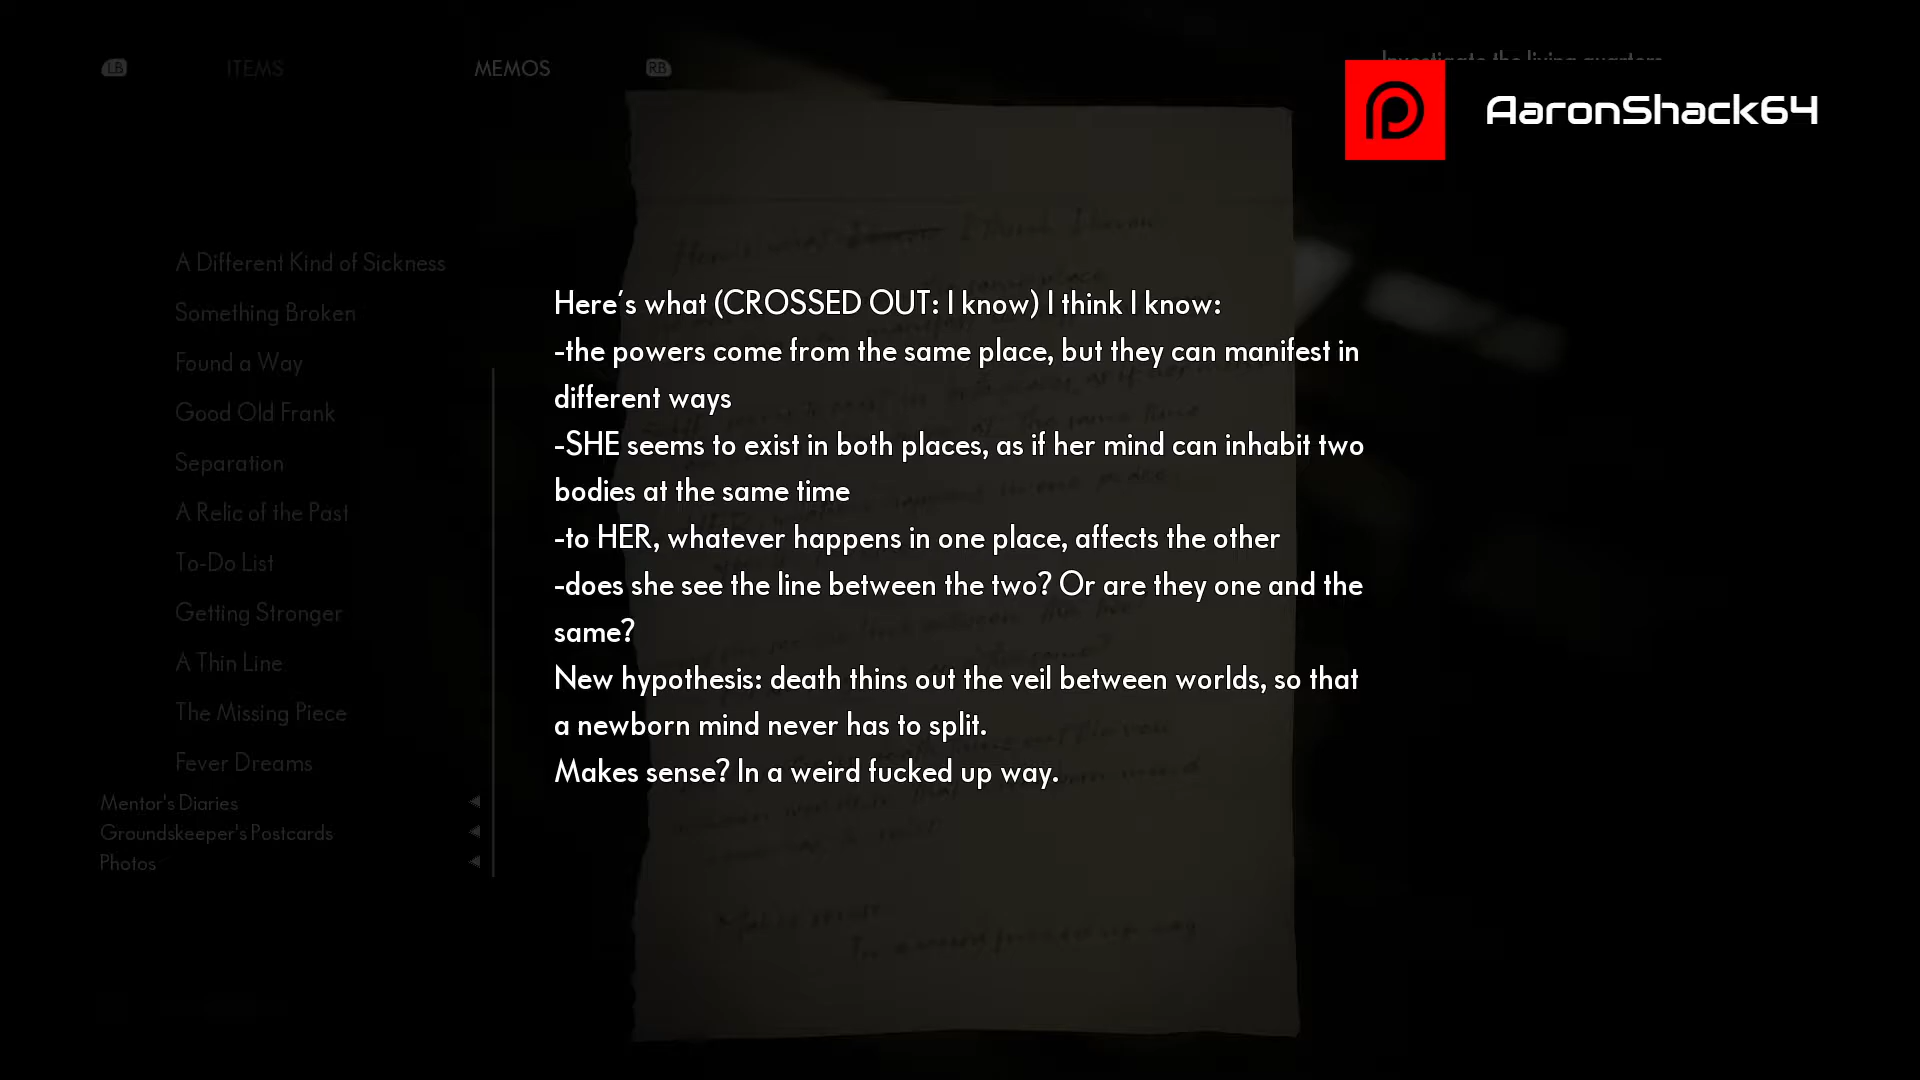 LB
ITEMS
MEMOS
RB
Investigate the living quarters
AaronShack64
A Different Kind of Sickness
Something Broken
Found a Way
Good Old Frank
Separation
A Relic of the Past
To-Do List
Getting Stronger
A Thin Line
The Missing Piece
Fever Dreams
Mentor's Diaries
Groundskeeper's Postcards
Photos
Here's what (CROSSED OUT: I know) I think I know:
-the powers come from the same place, but they can manifest in
different ways
-SHE seems to exist in both places, as if her mind can inhabit two
bodies at the same time
-to HER, whatever happens in one place, affects the other
-does she see the line between the two? Or are they one and the
same?
New hypothesis: death thins out the veil between worlds, so that
a newborn mind never has to split.
Makes sense? In a weird fucked up way.